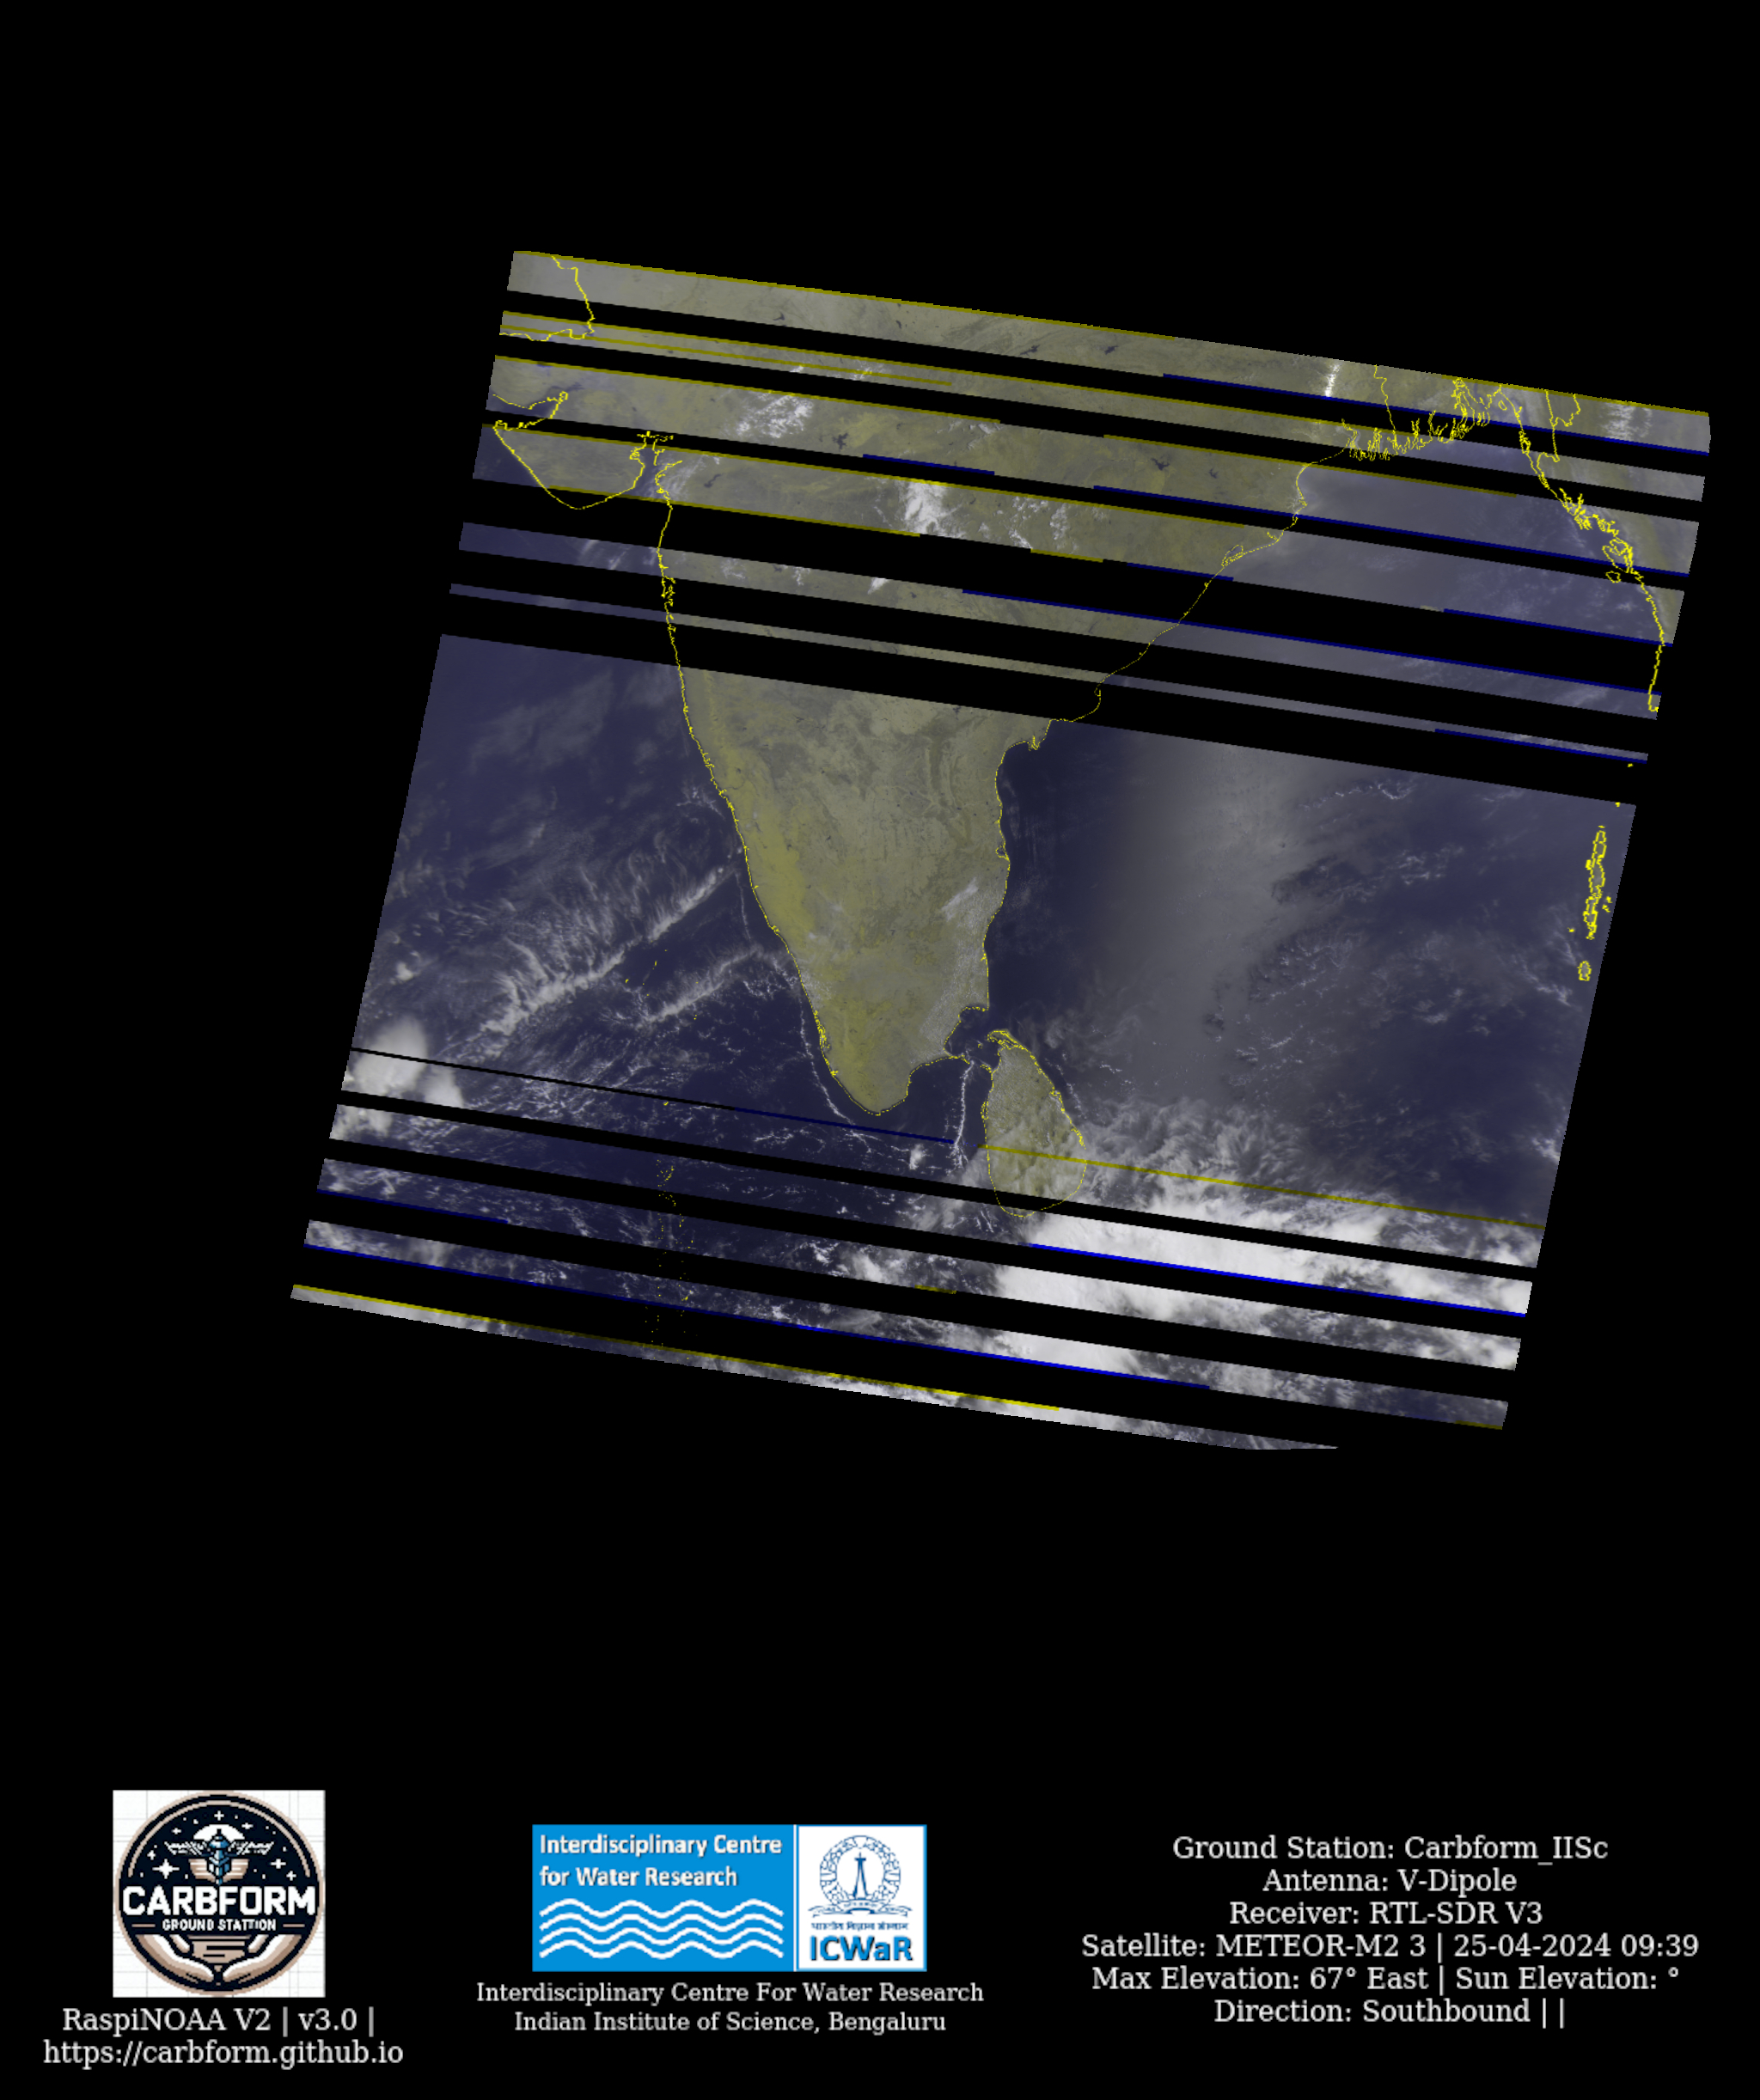 CARBFORM
GROUND STATTION
RaspiNOAA V2 | v3.0 |
https://carbform.github.io
Interdisciplinary Centre
for Water Research
भारतीय विज्ञान संस्थान
ICWaR
Interdisciplinary Centre For Water Research
Indian Institute of Science, Bengaluru
Ground Station: Carbform_IISc
Antenna: V-Dipole
Receiver: RTL-SDR V3
Satellite: METEOR-M2 3 | 25-04-2024 09:39
Max Elevation: 67° East | Sun Elevation: °
Direction: Southbound | |